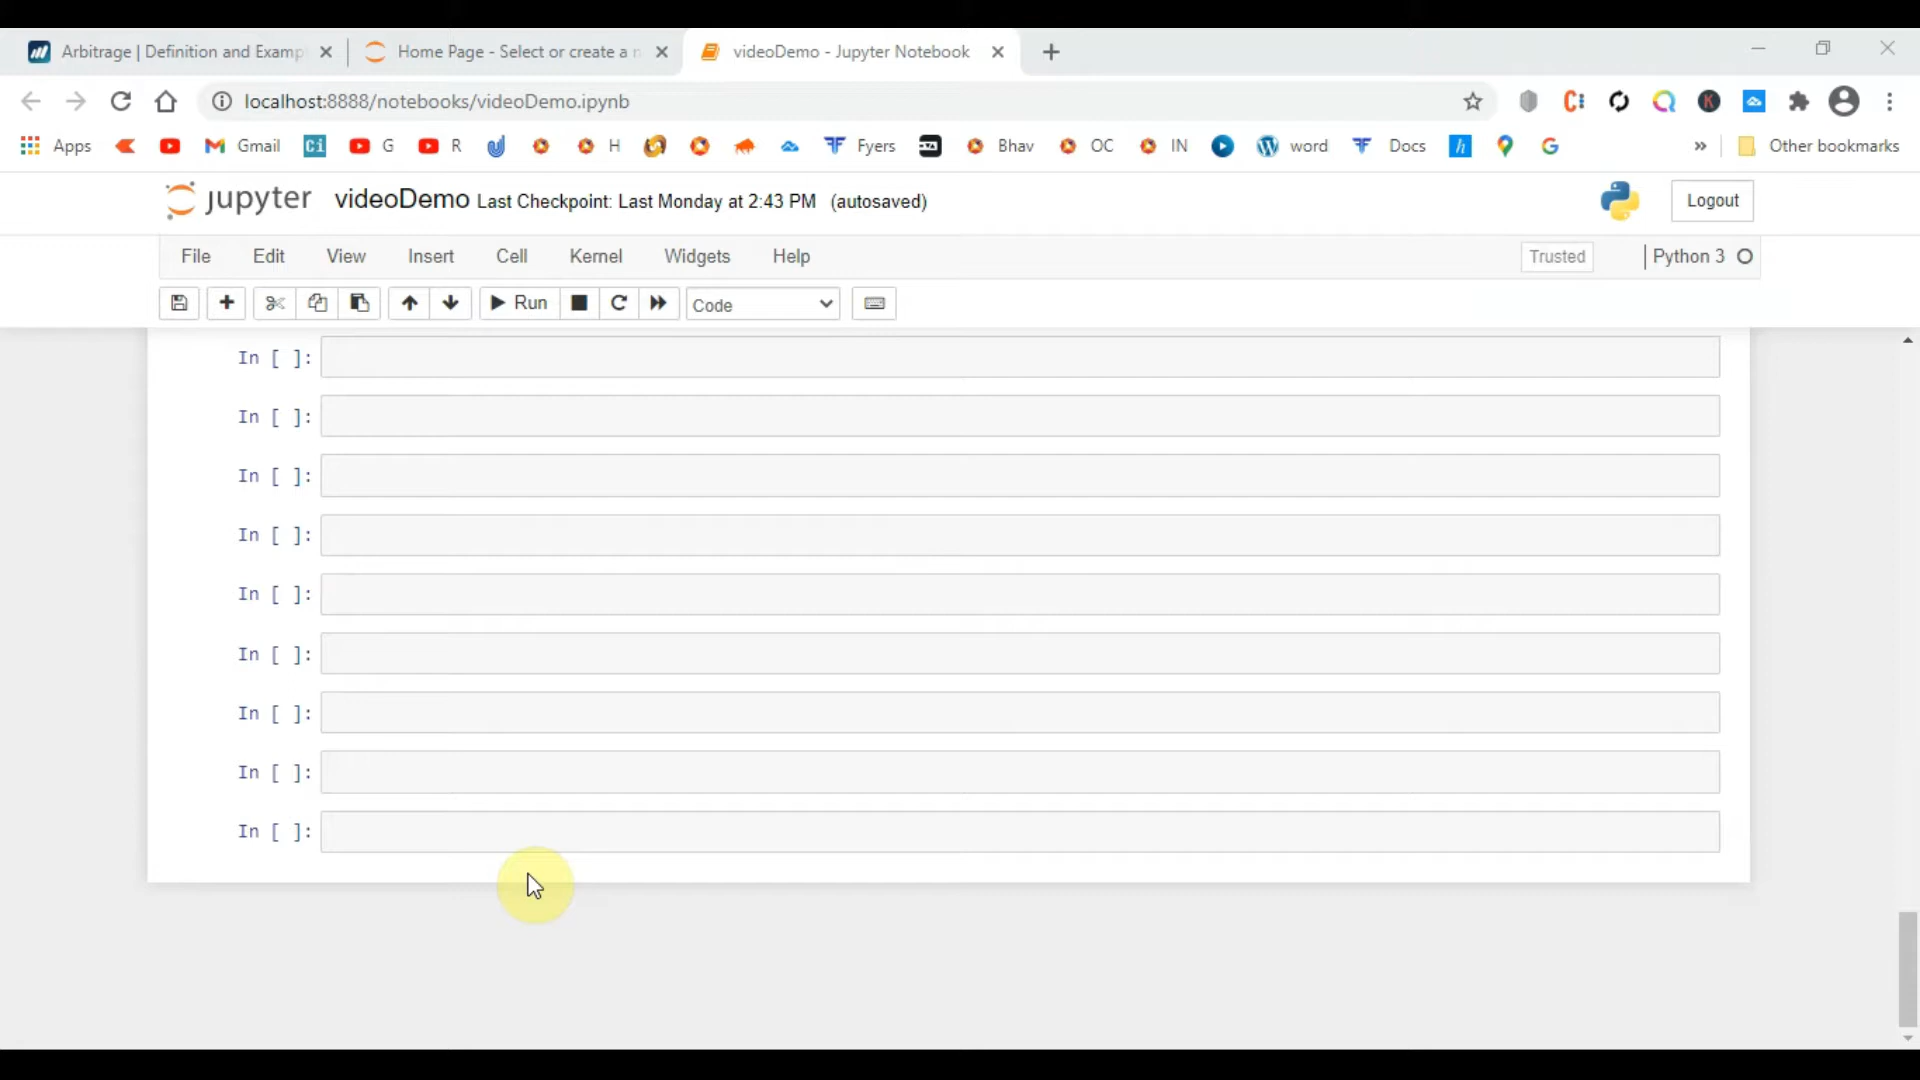 Arbitrage | Definition and Examp
Home Page - Select or create a n
videoDemo - Jupyter Notebook
localhost:8888/notebooks/videoDemo.ipynb
Apps Gmail Ci G R H Fyers Bhav OC IN word Docs h G » Other bookmarks
jupyter videoDemo Last Checkpoint: Last Monday at 2:43 PM (autosaved) Logout
File Edit View Insert Cell Kernel Widgets Help Trusted Python 3
Run Code
In [ ]:
In [ ]:
In [ ]:
In [ ]:
In [ ]:
In [ ]:
In [ ]:
In [ ]:
In [ ]: